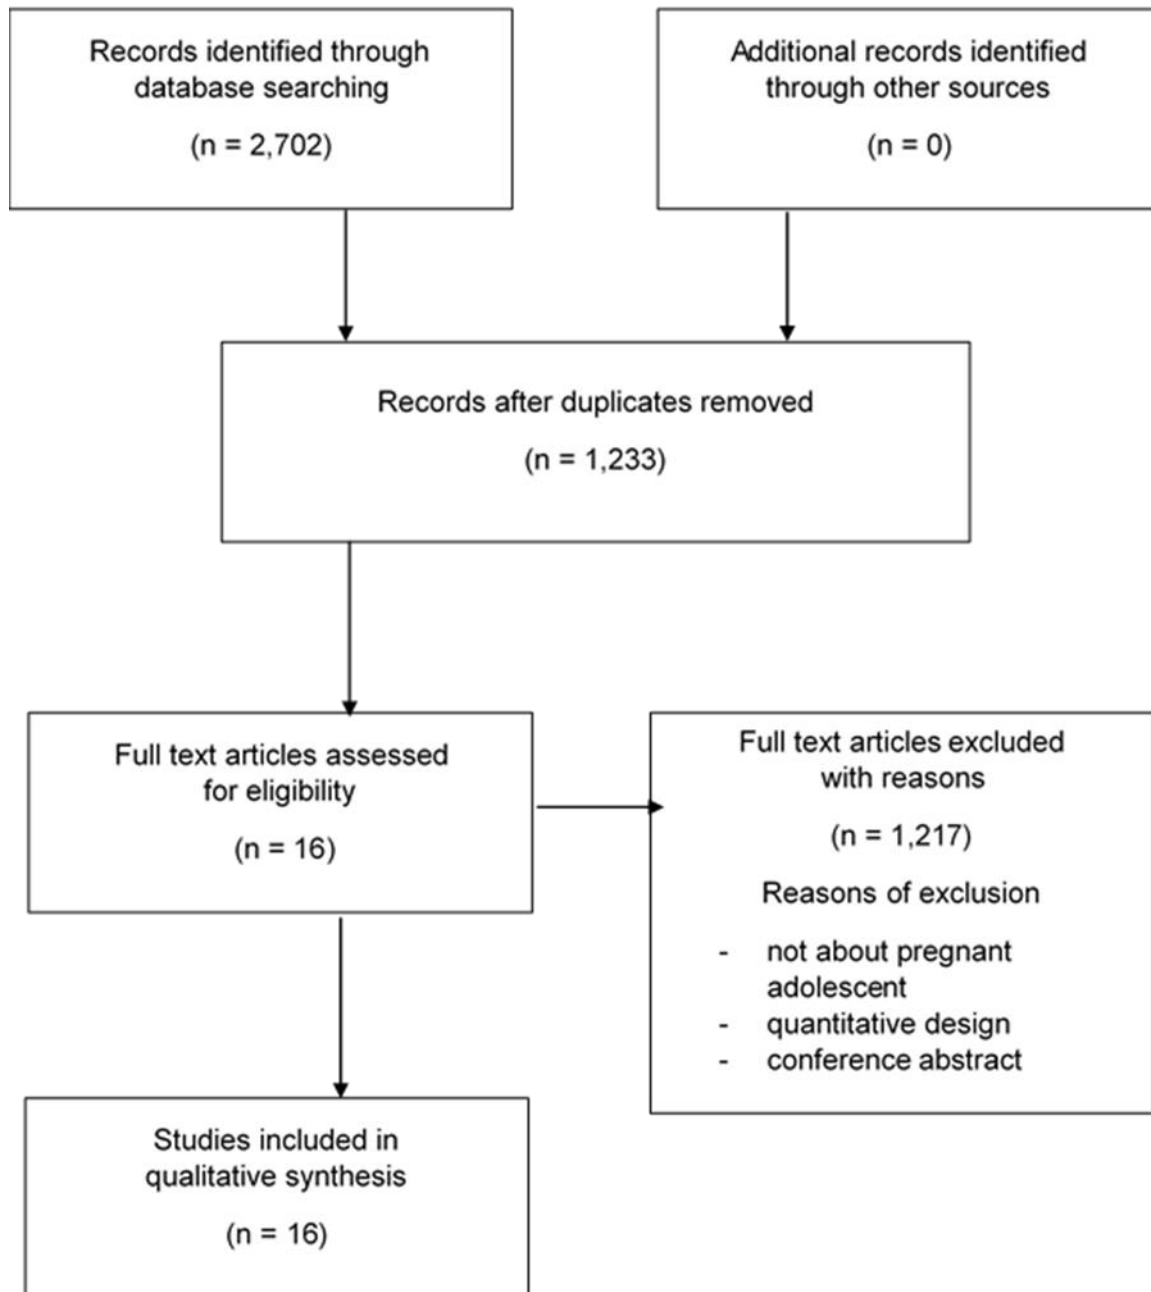 Records identified through
database searching
(n = 2,702)
Additional records identified
through other sources
(n = 0)
Records after duplicates removed
(n = 1,233)
Full text articles assessed
for eligibility
(n = 16)
Full text articles excluded
with reasons
(n = 1,217)
Reasons of exclusion
- not about pregnant
adolescent
- quantitative design
- conference abstract
Studies included in
qualitative synthesis
(n = 16)